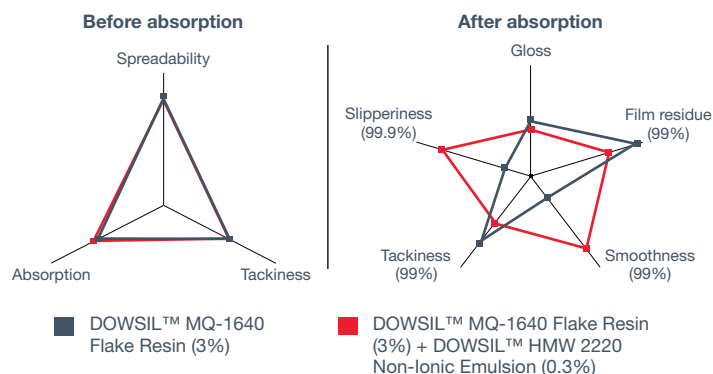 Before absorption
Spreadability
Absorption
Tackiness
After absorption
Gloss
Slipperiness
(99.9%)
Film residue
(99%)
Tackiness
(99%)
Smoothness
(99%)
DOWSIL™ MQ-1640
Flake Resin (3%)
DOWSIL™ MQ-1640 Flake Resin
(3%) + DOWSIL™ HMW 2220
Non-Ionic Emulsion (0.3%)